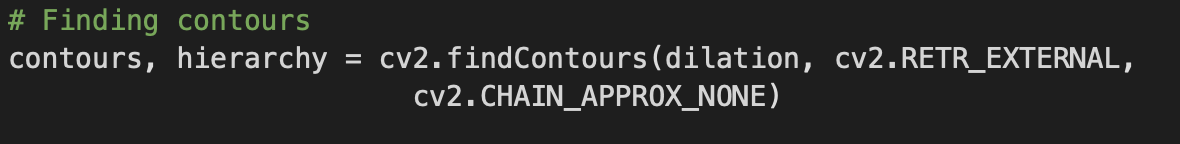 # Finding contours
contours, hierarchy = cv2.findContours(dilation, cv2.RETR_EXTERNAL,
cv2.CHAIN_APPROX_NONE)